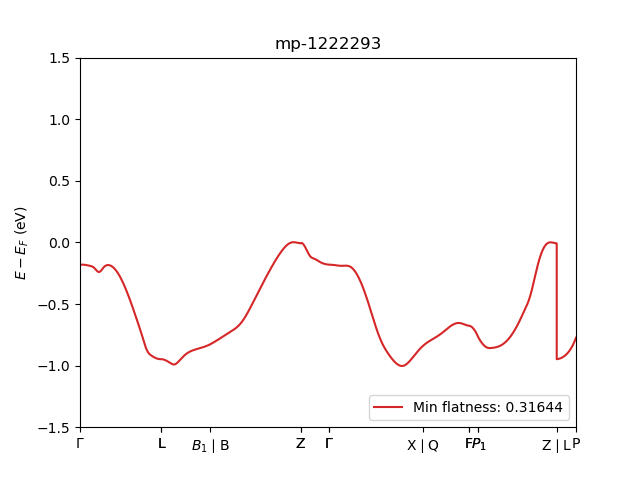 mp-1222293
1.5
1.0
0.5
0.0
−0.5
−1.0
−1.5
E − E_F (eV)
Min flatness: 0.31644
Γ L B₁ | B Z Γ X | Q F P₁ Z | L P